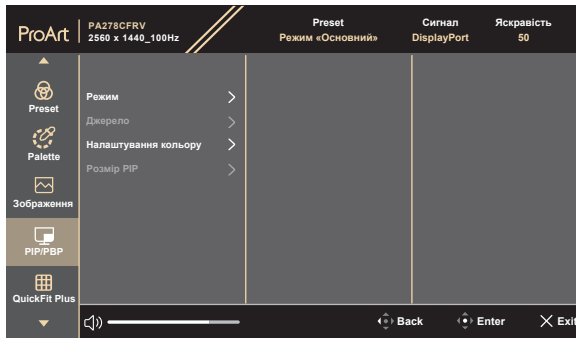 ProArt
PA278CFRV
2560 x 1440_100Hz
Preset
Режим «Основний»
Сигнал
DisplayPort
Яскравість
50
Preset
Palette
Зображення
PIP/PBP
QuickFit Plus
Режим
Джерело
Налаштування кольору
Розмір PIP
Back
Enter
Exit